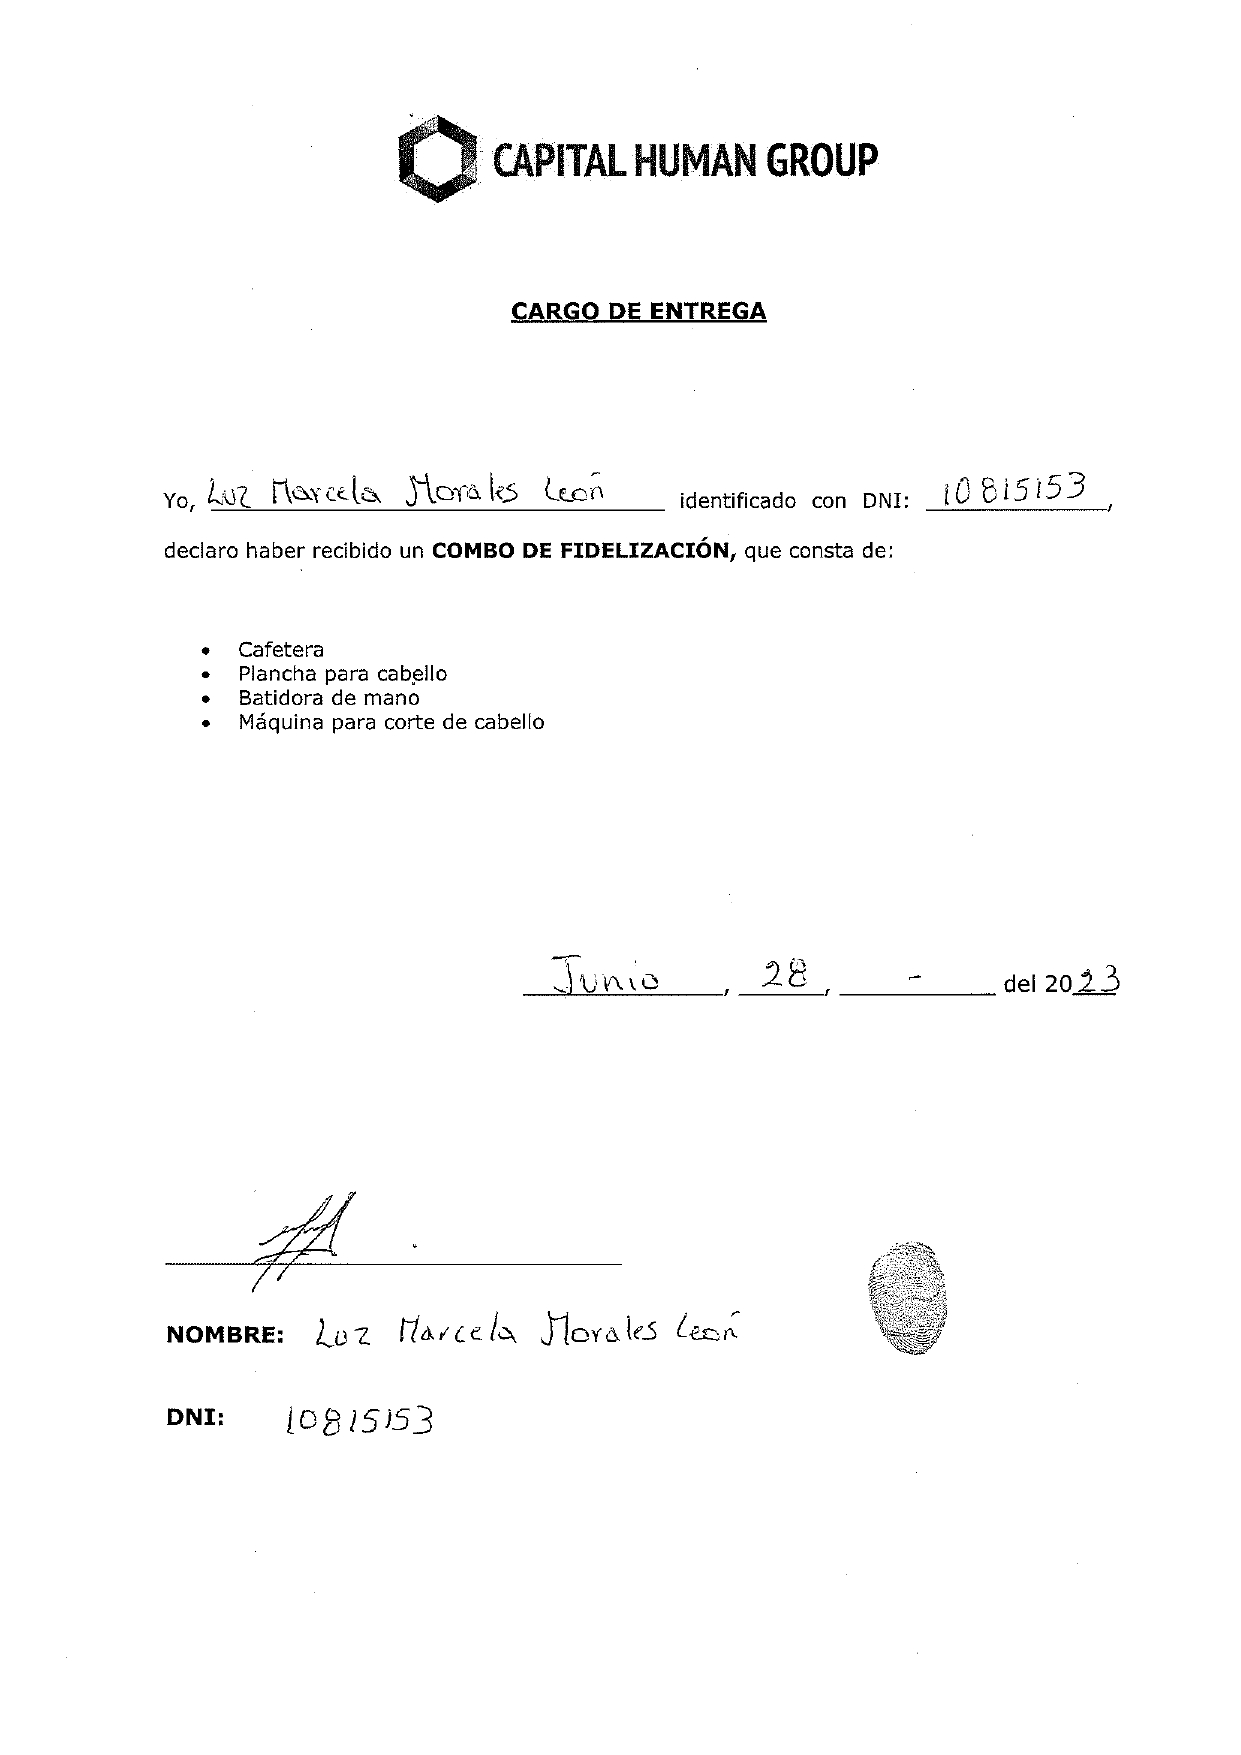 CAPITAL HUMAN GROUP
CARGO DE ENTREGA
Yo, Luz Marcela Morales León identificado con DNI: 10815153,
declaro haber recibido un COMBO DE FIDELIZACIÓN, que consta de:
• Cafetera
• Plancha para cabello
• Batidora de mano
• Máquina para corte de cabello
Junio, 28, - del 2023
NOMBRE: Luz Marcela Morales León
DNI: 10815153